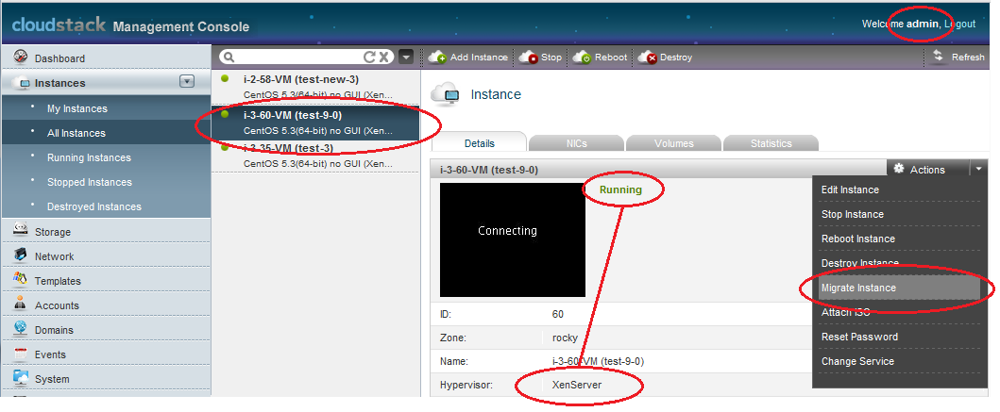 cloudstack Management Console
Welcome admin, Logout
Dashboard
Instances
My Instances
All Instances
Running Instances
Stopped Instances
Destroyed Instances
Storage
Network
Templates
Accounts
Domains
Events
System
i-2-58-VM (test-new-3)
CentOS 5.3(64-bit) no GUI (Xen...
i-3-60-VM (test-9-0)
CentOS 5.3(64-bit) no GUI (Xen...
i-3-35-VM (test-3)
CentOS 5.3(64-bit) no GUI (Xen...
Add Instance Stop Reboot Destroy Refresh
Instance
Details NICs Volumes Statistics
i-3-60-VM (test-9-0)
Actions
Running
Connecting
ID: 60
Zone: rocky
Name: i-3-60-VM (test-9-0)
Hypervisor: XenServer
Edit Instance
Stop Instance
Reboot Instance
Destroy Instance
Migrate Instance
Attach ISO
Reset Password
Change Service